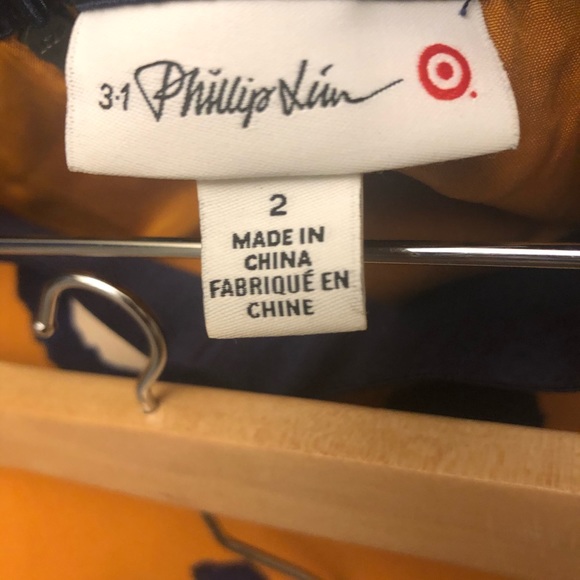 3.1 Phillip Lim
2
MADE IN
CHINA
FABRIQUÉ EN
CHINE